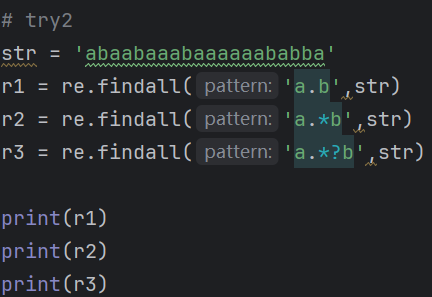 # try2
str = 'abaabaaabaaaaaaababba'
r1 = re.findall( pattern: 'a.b',str)
r2 = re.findall( pattern: 'a.*b',str)
r3 = re.findall( pattern: 'a.*?b',str)
print(r1)
print(r2)
print(r3)